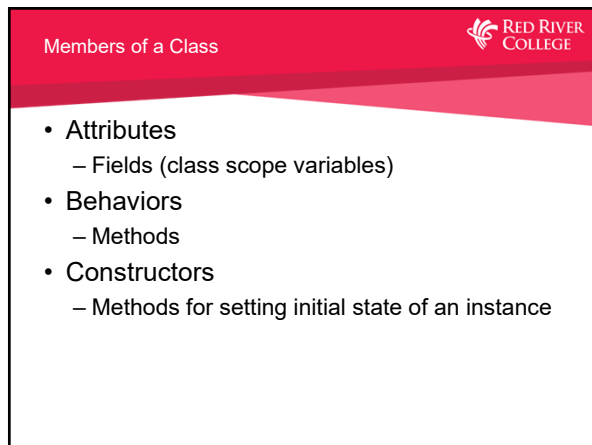 Members of a Class
RED RIVER
COLLEGE
• Attributes
– Fields (class scope variables)
• Behaviors
– Methods
• Constructors
– Methods for setting initial state of an instance